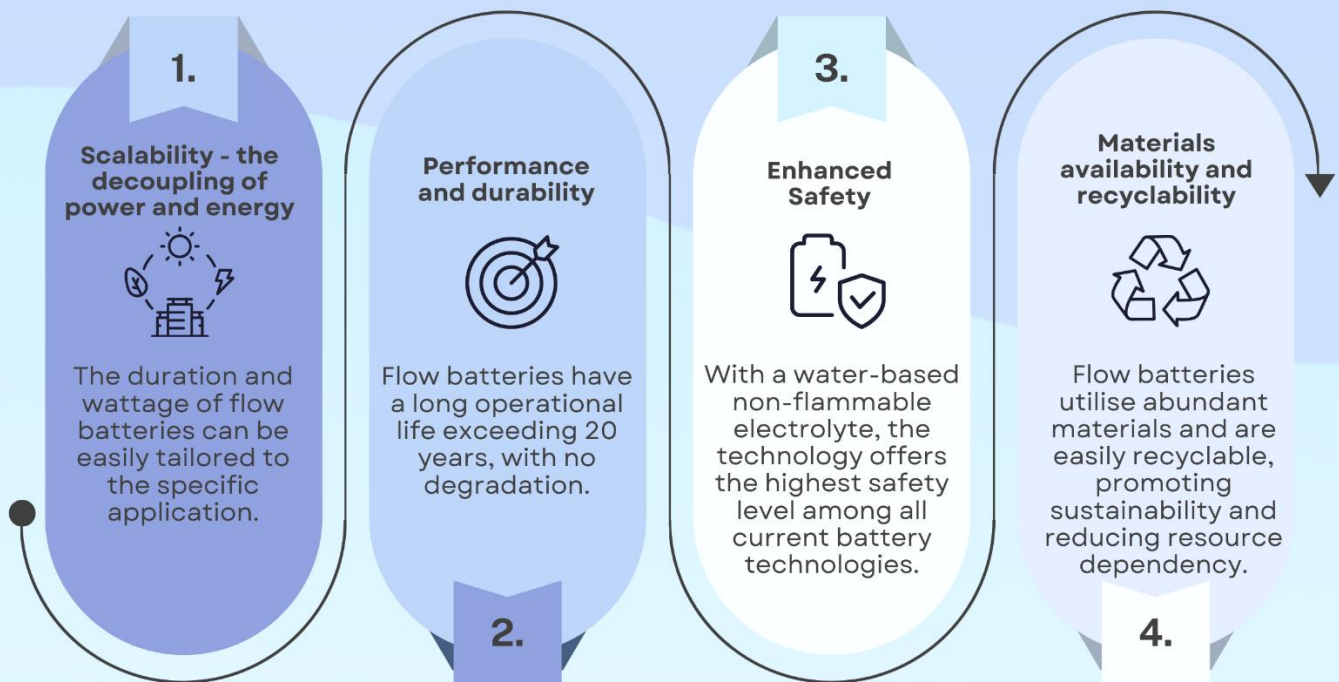 1.
Scalability - the
decoupling of
power and energy
The duration and
wattage of flow
batteries can be
easily tailored to
the specific
application.
Performance
and durability
Flow batteries have
a long operational
life exceeding 20
years, with no
degradation.
2.
3.
Enhanced
Safety
With a water-based
non-flammable
electrolyte, the
technology offers
the highest safety
level among all
current battery
technologies.
Materials
availability and
recyclability
Flow batteries
utilise abundant
materials and are
easily recyclable,
promoting
sustainability and
reducing resource
dependency.
4.